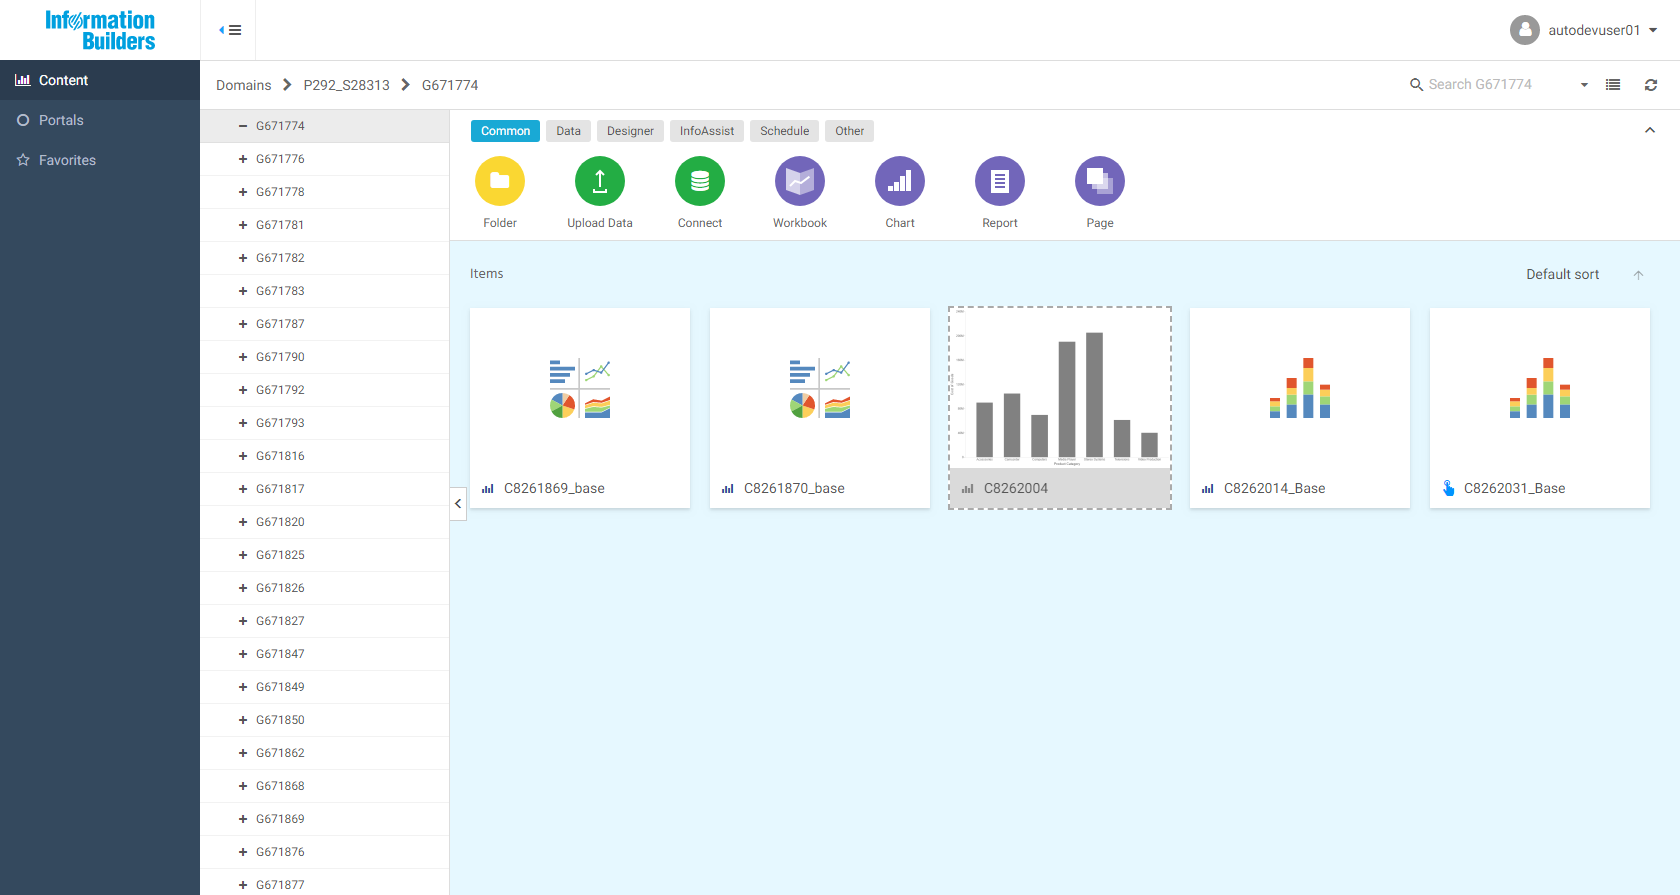 Information
Builders
autodevuser01
Content
Portals
Favorites
Domains P292_S28313 G671774
Search G671774
G671774
G671776
G671778
G671781
G671782
G671783
G671787
G671790
G671792
G671793
G671816
G671817
G671820
G671825
G671826
G671827
G671847
G671849
G671850
G671862
G671868
G671869
G671876
G671877
Common Data Designer InfoAssist Schedule Other
Folder Upload Data Connect Workbook Chart Report Page
Items
Default sort
Product Category
C8261869_base
C8261870_base
C8262004
C8262014_Base
C8262031_Base